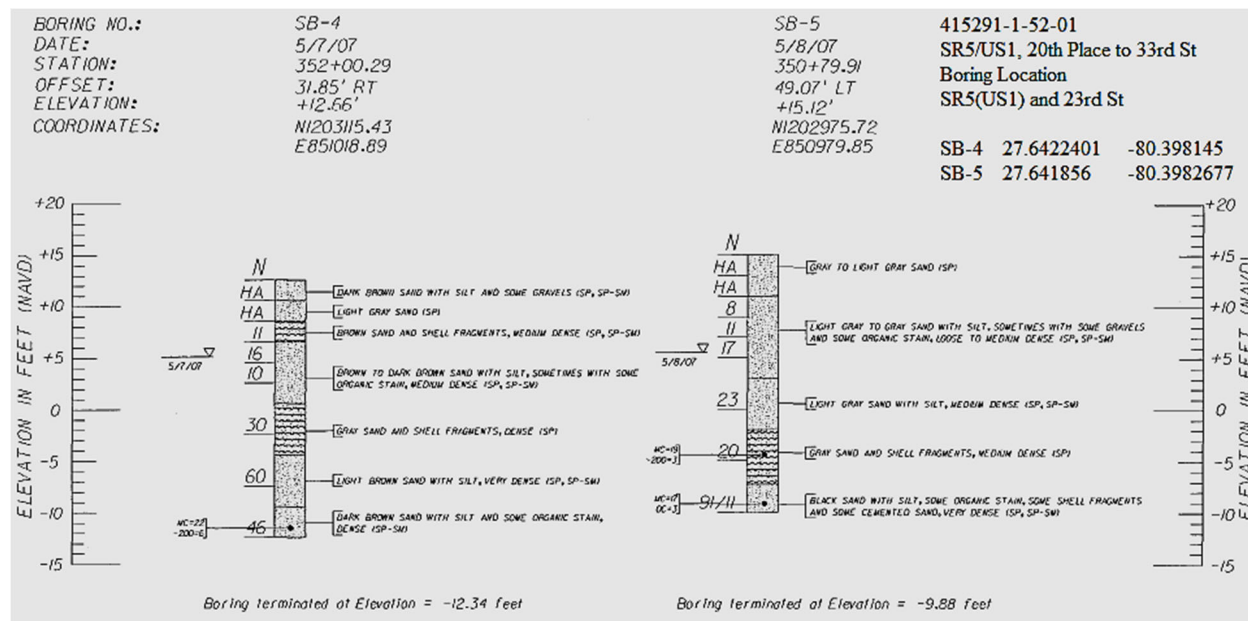 BORING NO.: SB-4 SB-5
DATE: 5/7/07 5/8/07
STATION: 352+00.29 350+79.91
OFFSET: 31.85' RT 49.07' LT
ELEVATION: +12.66' +15.12'
COORDINATES: N1203115.43 N1202975.72
E851018.89 E850979.85
415291-1-52-01
SR5/US1, 20th Place to 33rd St
Boring Location
SR5(US1) and 23rd St
SB-4 27.6422401 -80.398145
SB-5 27.641856 -80.3982677
ELEVATION IN FEET (NAVD)
+20
+15
+10
+5
0
-5
-10
-15
5/7/07
N
HA
HA
11
16
10
30
60
46
MC=22
-200=6
DARK BROWN SAND WITH SILT AND SOME GRAVELS (SP, SP-SM)
LIGHT GRAY SAND (SP)
BROWN SAND AND SHELL FRAGMENTS, MEDIUM DENSE (SP, SP-SM)
BROWN TO DARK BROWN SAND WITH SILT, SOMETIMES WITH SOME
ORGANIC STAIN, MEDIUM DENSE (SP, SP-SM)
GRAY SAND AND SHELL FRAGMENTS, DENSE (SP)
LIGHT BROWN SAND WITH SILT, VERY DENSE (SP, SP-SM)
DARK BROWN SAND WITH SILT AND SOME ORGANIC STAIN,
DENSE (SP-SM)
Boring terminated at Elevation = -12.34 feet
5/8/07
N
HA
HA
8
11
17
23
20
91/11
MC=19
-200=3
MC=17
OC=3
GRAY TO LIGHT GRAY SAND (SP)
LIGHT GRAY TO GRAY SAND WITH SILT, SOMETIMES WITH SOME GRAVELS
AND SOME ORGANIC STAIN, LOOSE TO MEDIUM DENSE (SP, SP-SM)
LIGHT GRAY SAND WITH SILT, MEDIUM DENSE (SP, SP-SM)
GRAY SAND AND SHELL FRAGMENTS, MEDIUM DENSE (SP)
BLACK SAND WITH SILT, SOME ORGANIC STAIN, SOME SHELL FRAGMENTS
AND SOME CEMENTED SAND, VERY DENSE (SP, SP-SM)
Boring terminated at Elevation = -9.88 feet
+20
+15
+10
+5
0
-5
-10
-15
ELEVATION IN FEET (NAVD)